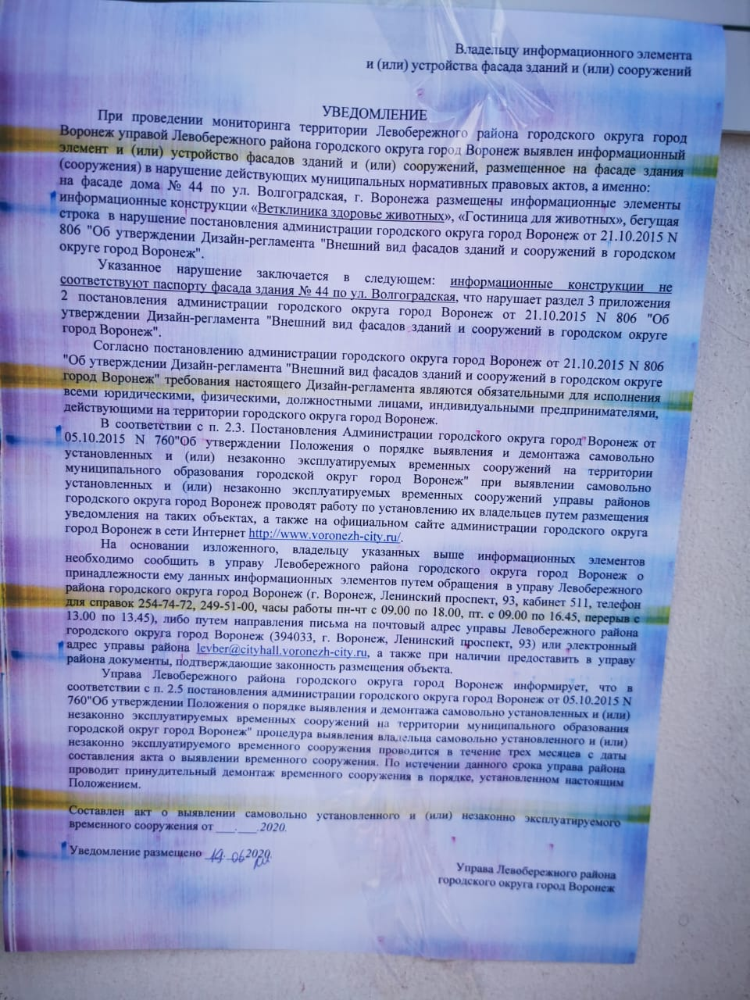 Владельцу информационного элемента
и (или) устройства фасада зданий и (или) сооружений
УВЕДОМЛЕНИЕ
При проведении мониторинга территории Левобережного района городского округа город
Воронеж управой Левобережного района городского округа город Воронеж выявлен информационный
элемент и (или) устройство фасадов зданий и (или) сооружений, размещенное на фасаде здания
(сооружения) в нарушение действующих муниципальных нормативных правовых актов, а именно:
на фасаде дома № 44 по ул. Волгоградская, г. Воронежа размещены информационные элементы
информационные конструкции «Ветклиника здоровье животных», «Гостиница для животных», бегущая
строка в нарушение постановления администрации городского округа город Воронеж от 21.10.2015 N
806 "Об утверждении Дизайн-регламента "Внешний вид фасадов зданий и сооружений в городском
округе город Воронеж".
Указанное нарушение заключается в следующем: информационные конструкции не
соответствуют паспорту фасада здания № 44 по ул. Волгоградская, что нарушает раздел 3 приложения
2 постановления администрации городского округа город Воронеж от 21.10.2015 N 806 "Об
утверждении Дизайн-регламента "Внешний вид фасадов зданий и сооружений в городском округе
город Воронеж".
Согласно постановлению администрации городского округа город Воронеж от 21.10.2015 N 806
"Об утверждении Дизайн-регламента "Внешний вид фасадов зданий и сооружений в городском округе
город Воронеж" требования настоящего Дизайн-регламента являются обязательными для исполнения
всеми юридическими, физическими, должностными лицами, индивидуальными предпринимателями,
действующими на территории городского округа город Воронеж.
В соответствии с п. 2.3. Постановления Администрации городского округа город Воронеж от
05.10.2015 N 760"Об утверждении Положения о порядке выявления и демонтажа самовольно
установленных и (или) незаконно эксплуатируемых временных сооружений на территории
муниципального образования городской округ город Воронеж" при выявлении самовольно
установленных и (или) незаконно эксплуатируемых временных сооружений управы районов
городского округа город Воронеж проводят работу по установлению их владельцев путем размещения
уведомления на таких объектах, а также на официальном сайте администрации городского округа
город Воронеж в сети Интернет http://www.voronezh-city.ru/.
На основании изложенного, владельцу указанных выше информационных элементов
необходимо сообщить в управу Левобережного района городского округа город Воронеж о
принадлежности ему данных информационных элементов путем обращения в управу Левобережного
района городского округа город Воронеж (г. Воронеж, Ленинский проспект, 93, кабинет 511, телефон
для справок 254-74-72, 249-51-00, часы работы пн-чт с 09.00 по 18.00, пт. с 09.00 по 16.45, перерыв с
13.00 по 13.45), либо путем направления письма на почтовый адрес управы Левобережного района
городского округа город Воронеж (394033, г. Воронеж, Ленинский проспект, 93) или электронный
адрес управы района levber@cityhall.voronezh-city.ru, а также при наличии предоставить в управу
района документы, подтверждающие законность размещения объекта.
Управа Левобережного района городского округа город Воронеж информирует, что в
соответствии с п. 2.5 постановления администрации городского округа город Воронеж от 05.10.2015 N
760"Об утверждении Положения о порядке выявления и демонтажа самовольно установленных и (или)
незаконно эксплуатируемых временных сооружений на территории муниципального образования
городской округ город Воронеж" процедура выявления владельца самовольно установленного и (или)
незаконно эксплуатируемого временного сооружения проводится в течение трех месяцев с даты
составления акта о выявлении временного сооружения. По истечении данного срока управа района
проводит принудительный демонтаж временного сооружения в порядке, установленном настоящим
Положением.
Составлен акт о выявлении самовольно установленного и (или) незаконно эксплуатируемого
временного сооружения от ___.___.2020.
Уведомление размещено 19.06.2020.
Управа Левобережного района
городского округа город Воронеж